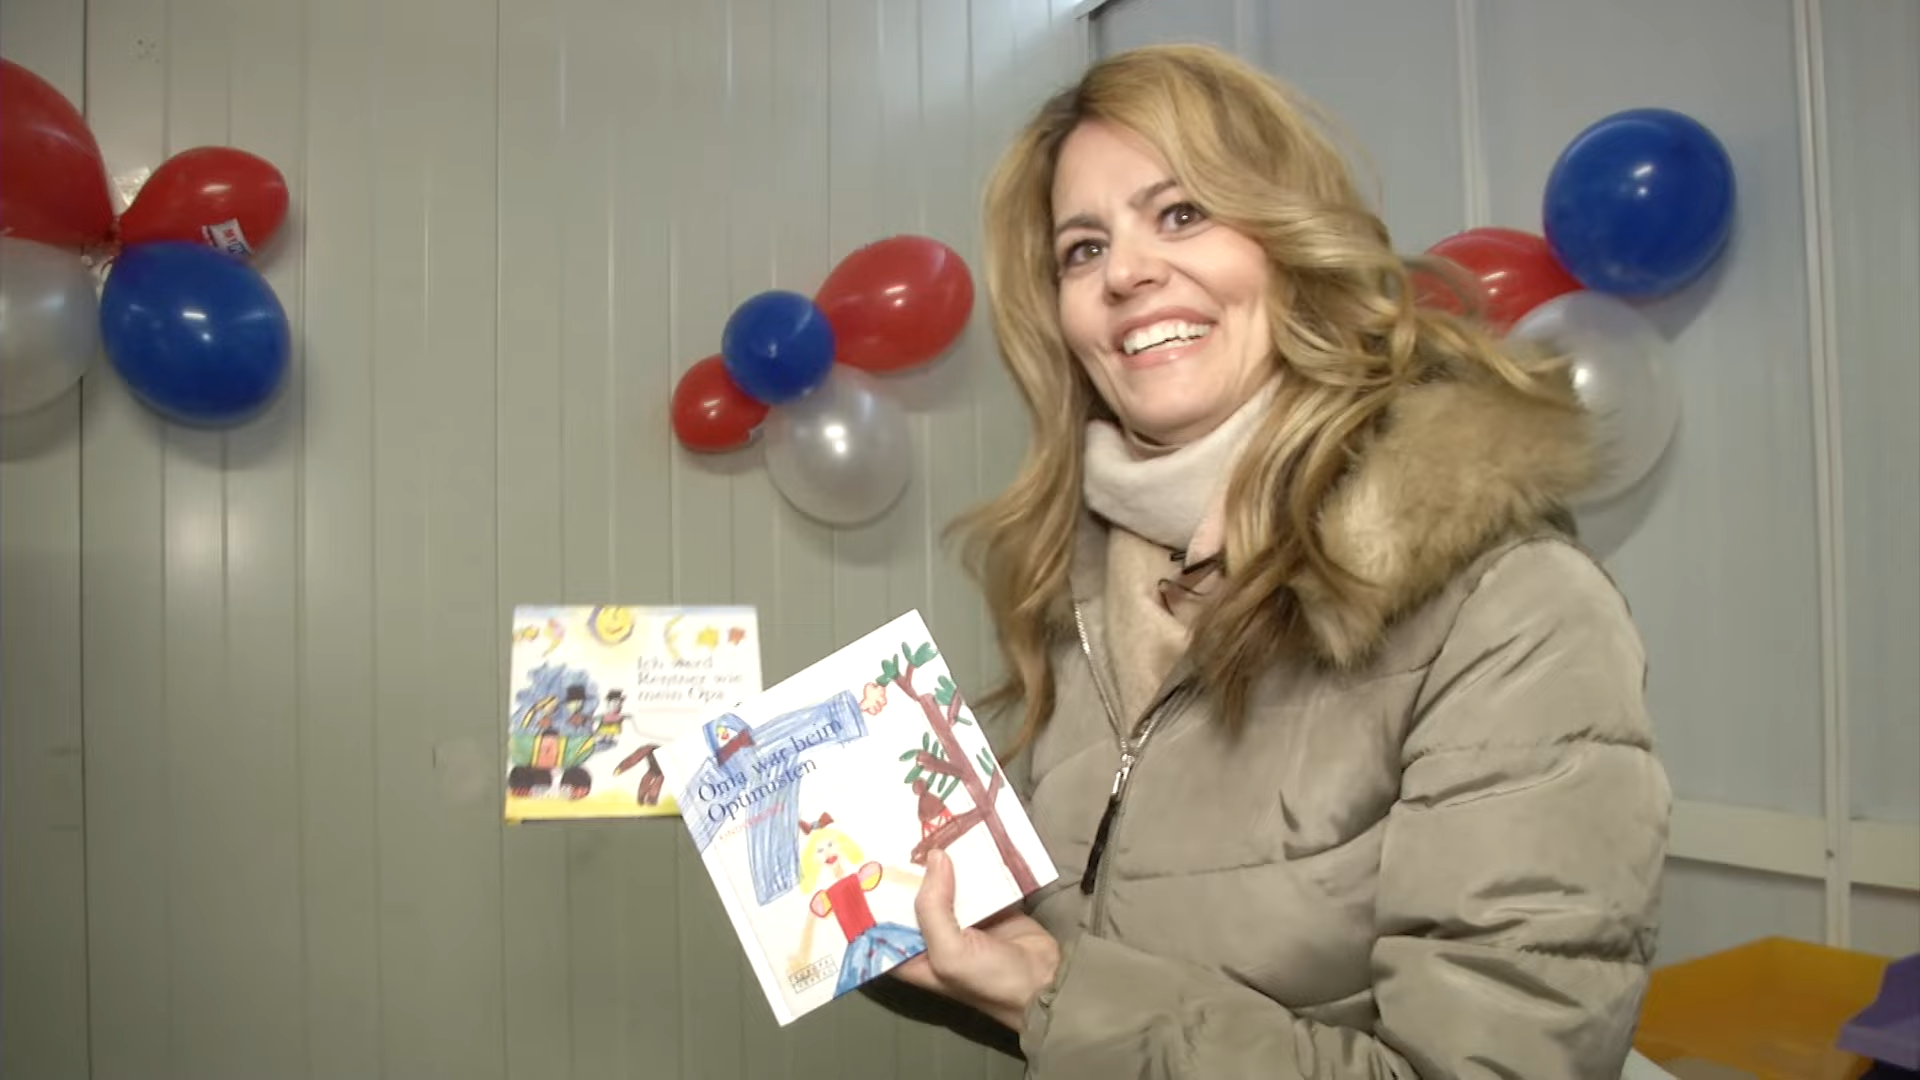 Ich werd
Rentner wie
mein Opa
Oma war beim
Optimisten